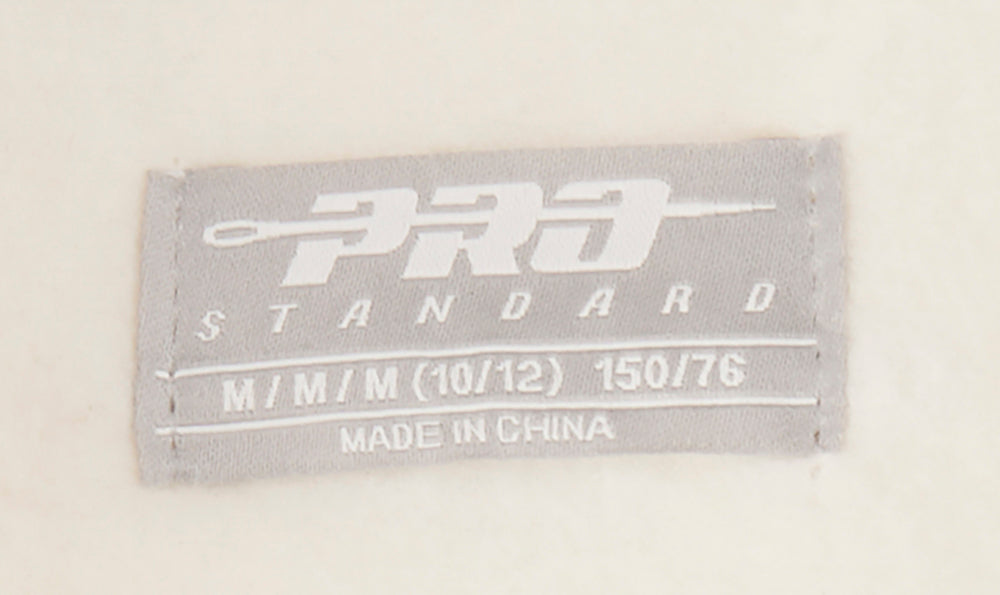 PRO
STANDARD
M/M/M (10/12) 150/76
MADE IN CHINA